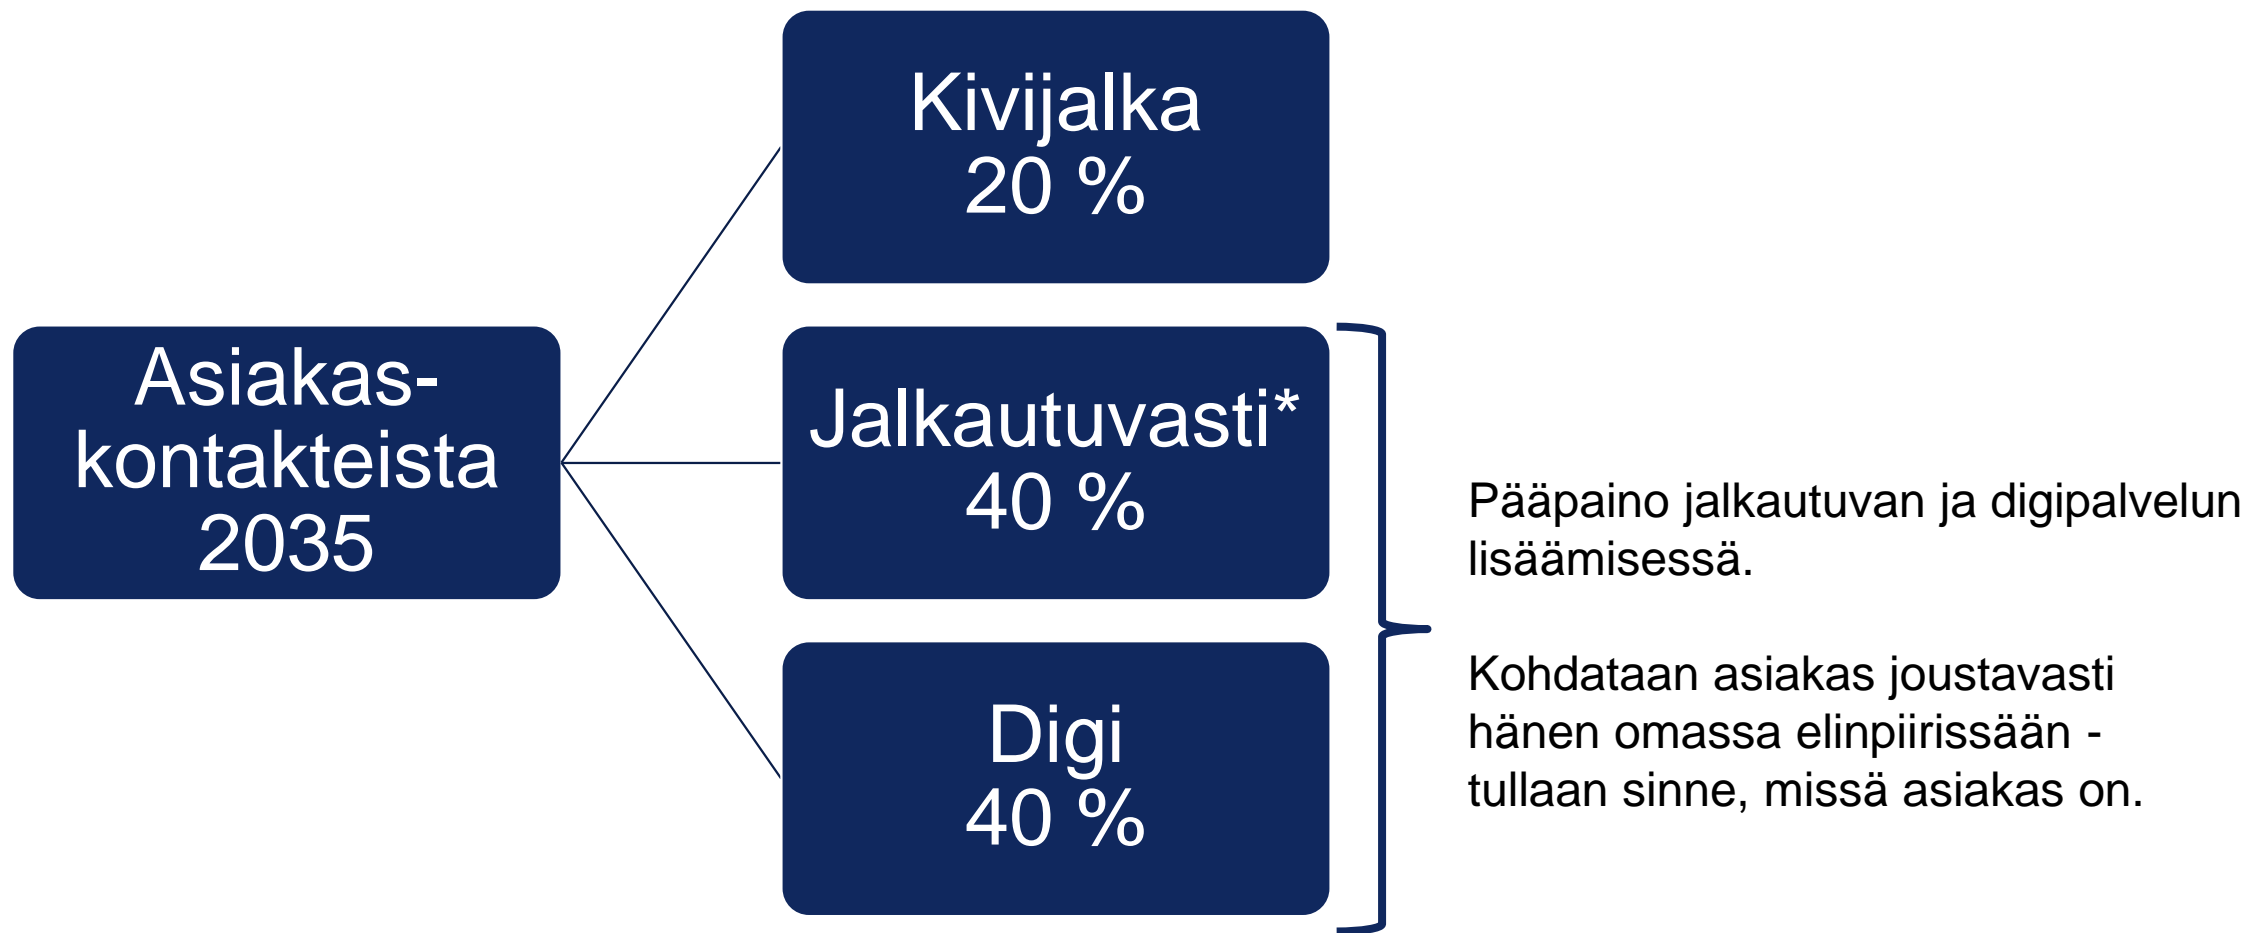 Kivijalka
20 %
Asiakas-
kontakteista
2035
Jalkautuvasti*
40 %
Digi
40 %
Pääpaino jalkautuvan ja digipalvelun
lisäämisessä.
Kohdataan asiakas joustavasti
hänen omassa elinpiirissään -
tullaan sinne, missä asiakas on.